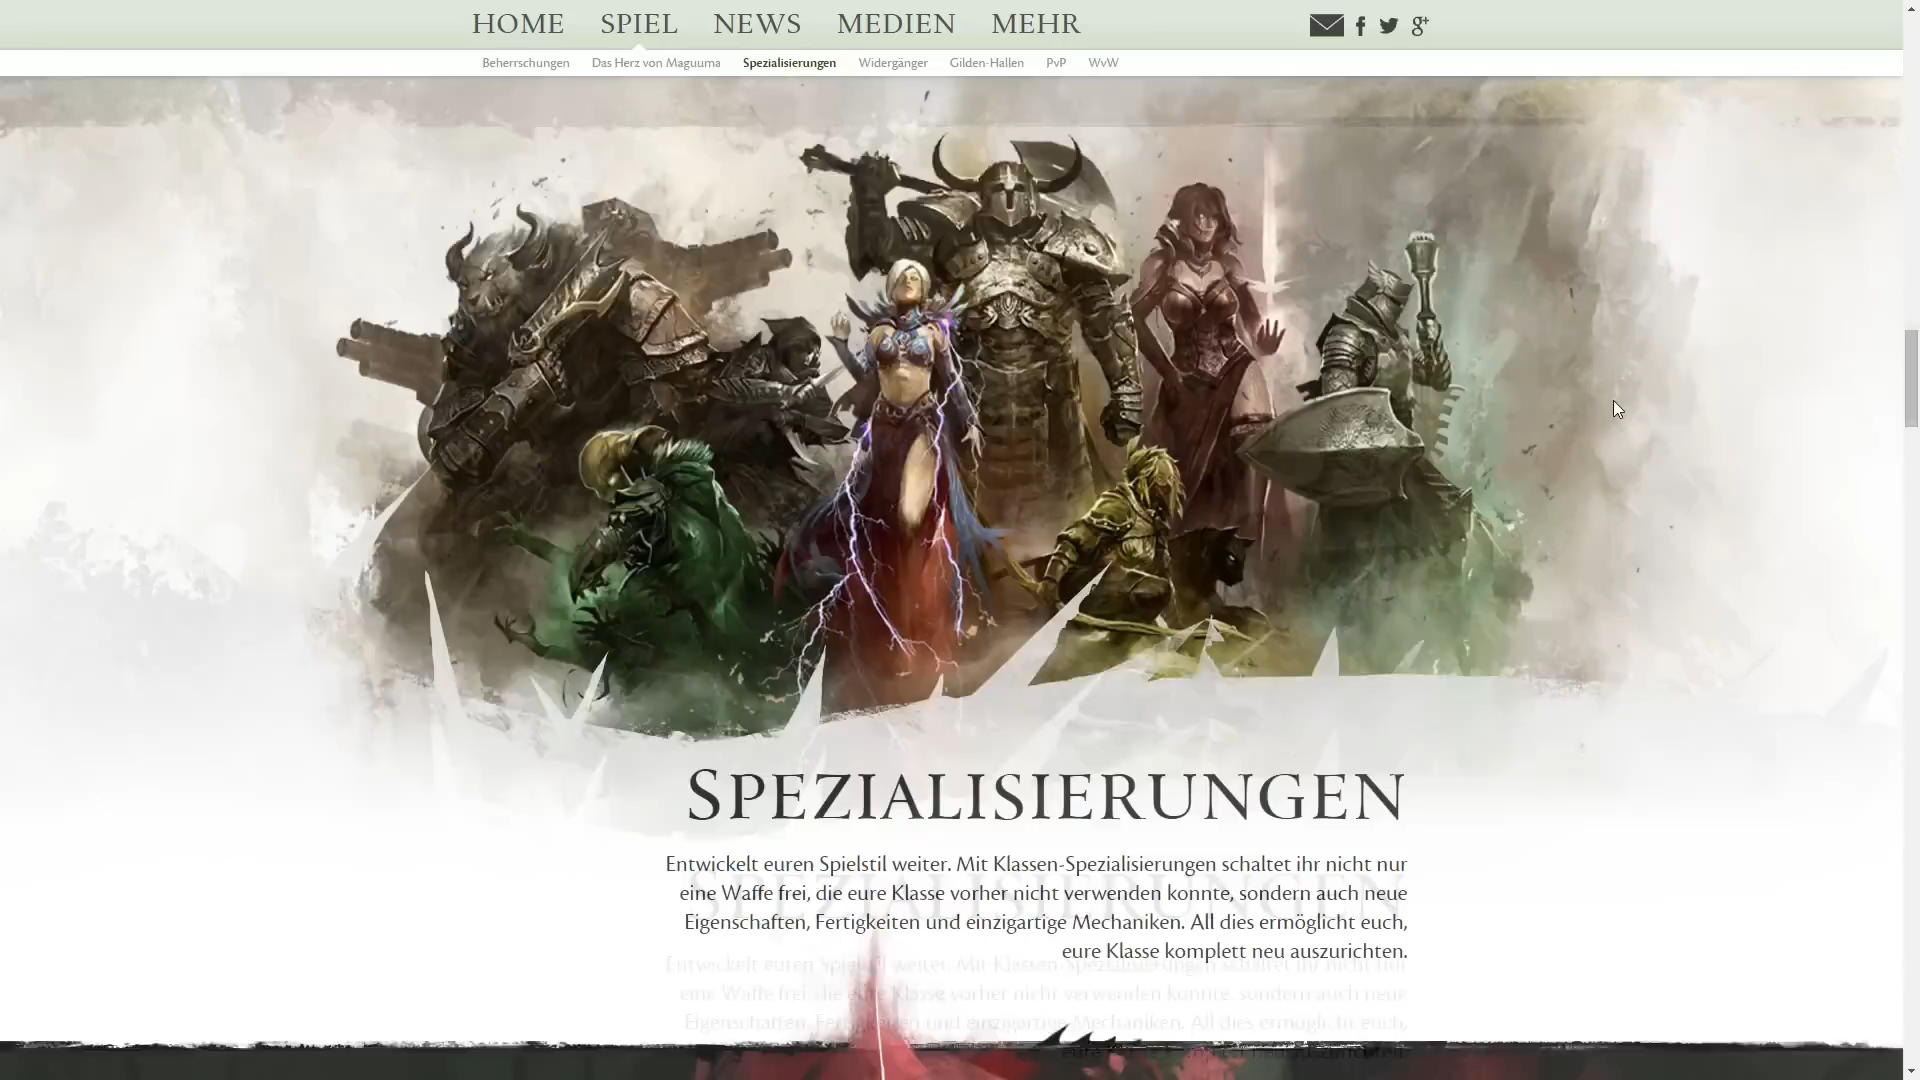 HOME SPIEL NEWS MEDIEN MEHR
Beherrschungen Das Herz von Maguuma Spezialisierungen Widergänger Gilden-Hallen PvP WvW
SPEZIALISIERUNGEN
Entwickelt euren Spielstil weiter. Mit Klassen-Spezialisierungen schaltet ihr nicht nur
eine Waffe frei, die eure Klasse vorher nicht verwenden konnte, sondern auch neue
Eigenschaften, Fertigkeiten und einzigartige Mechaniken. All dies ermöglicht euch,
eure Klasse komplett neu auszurichten.